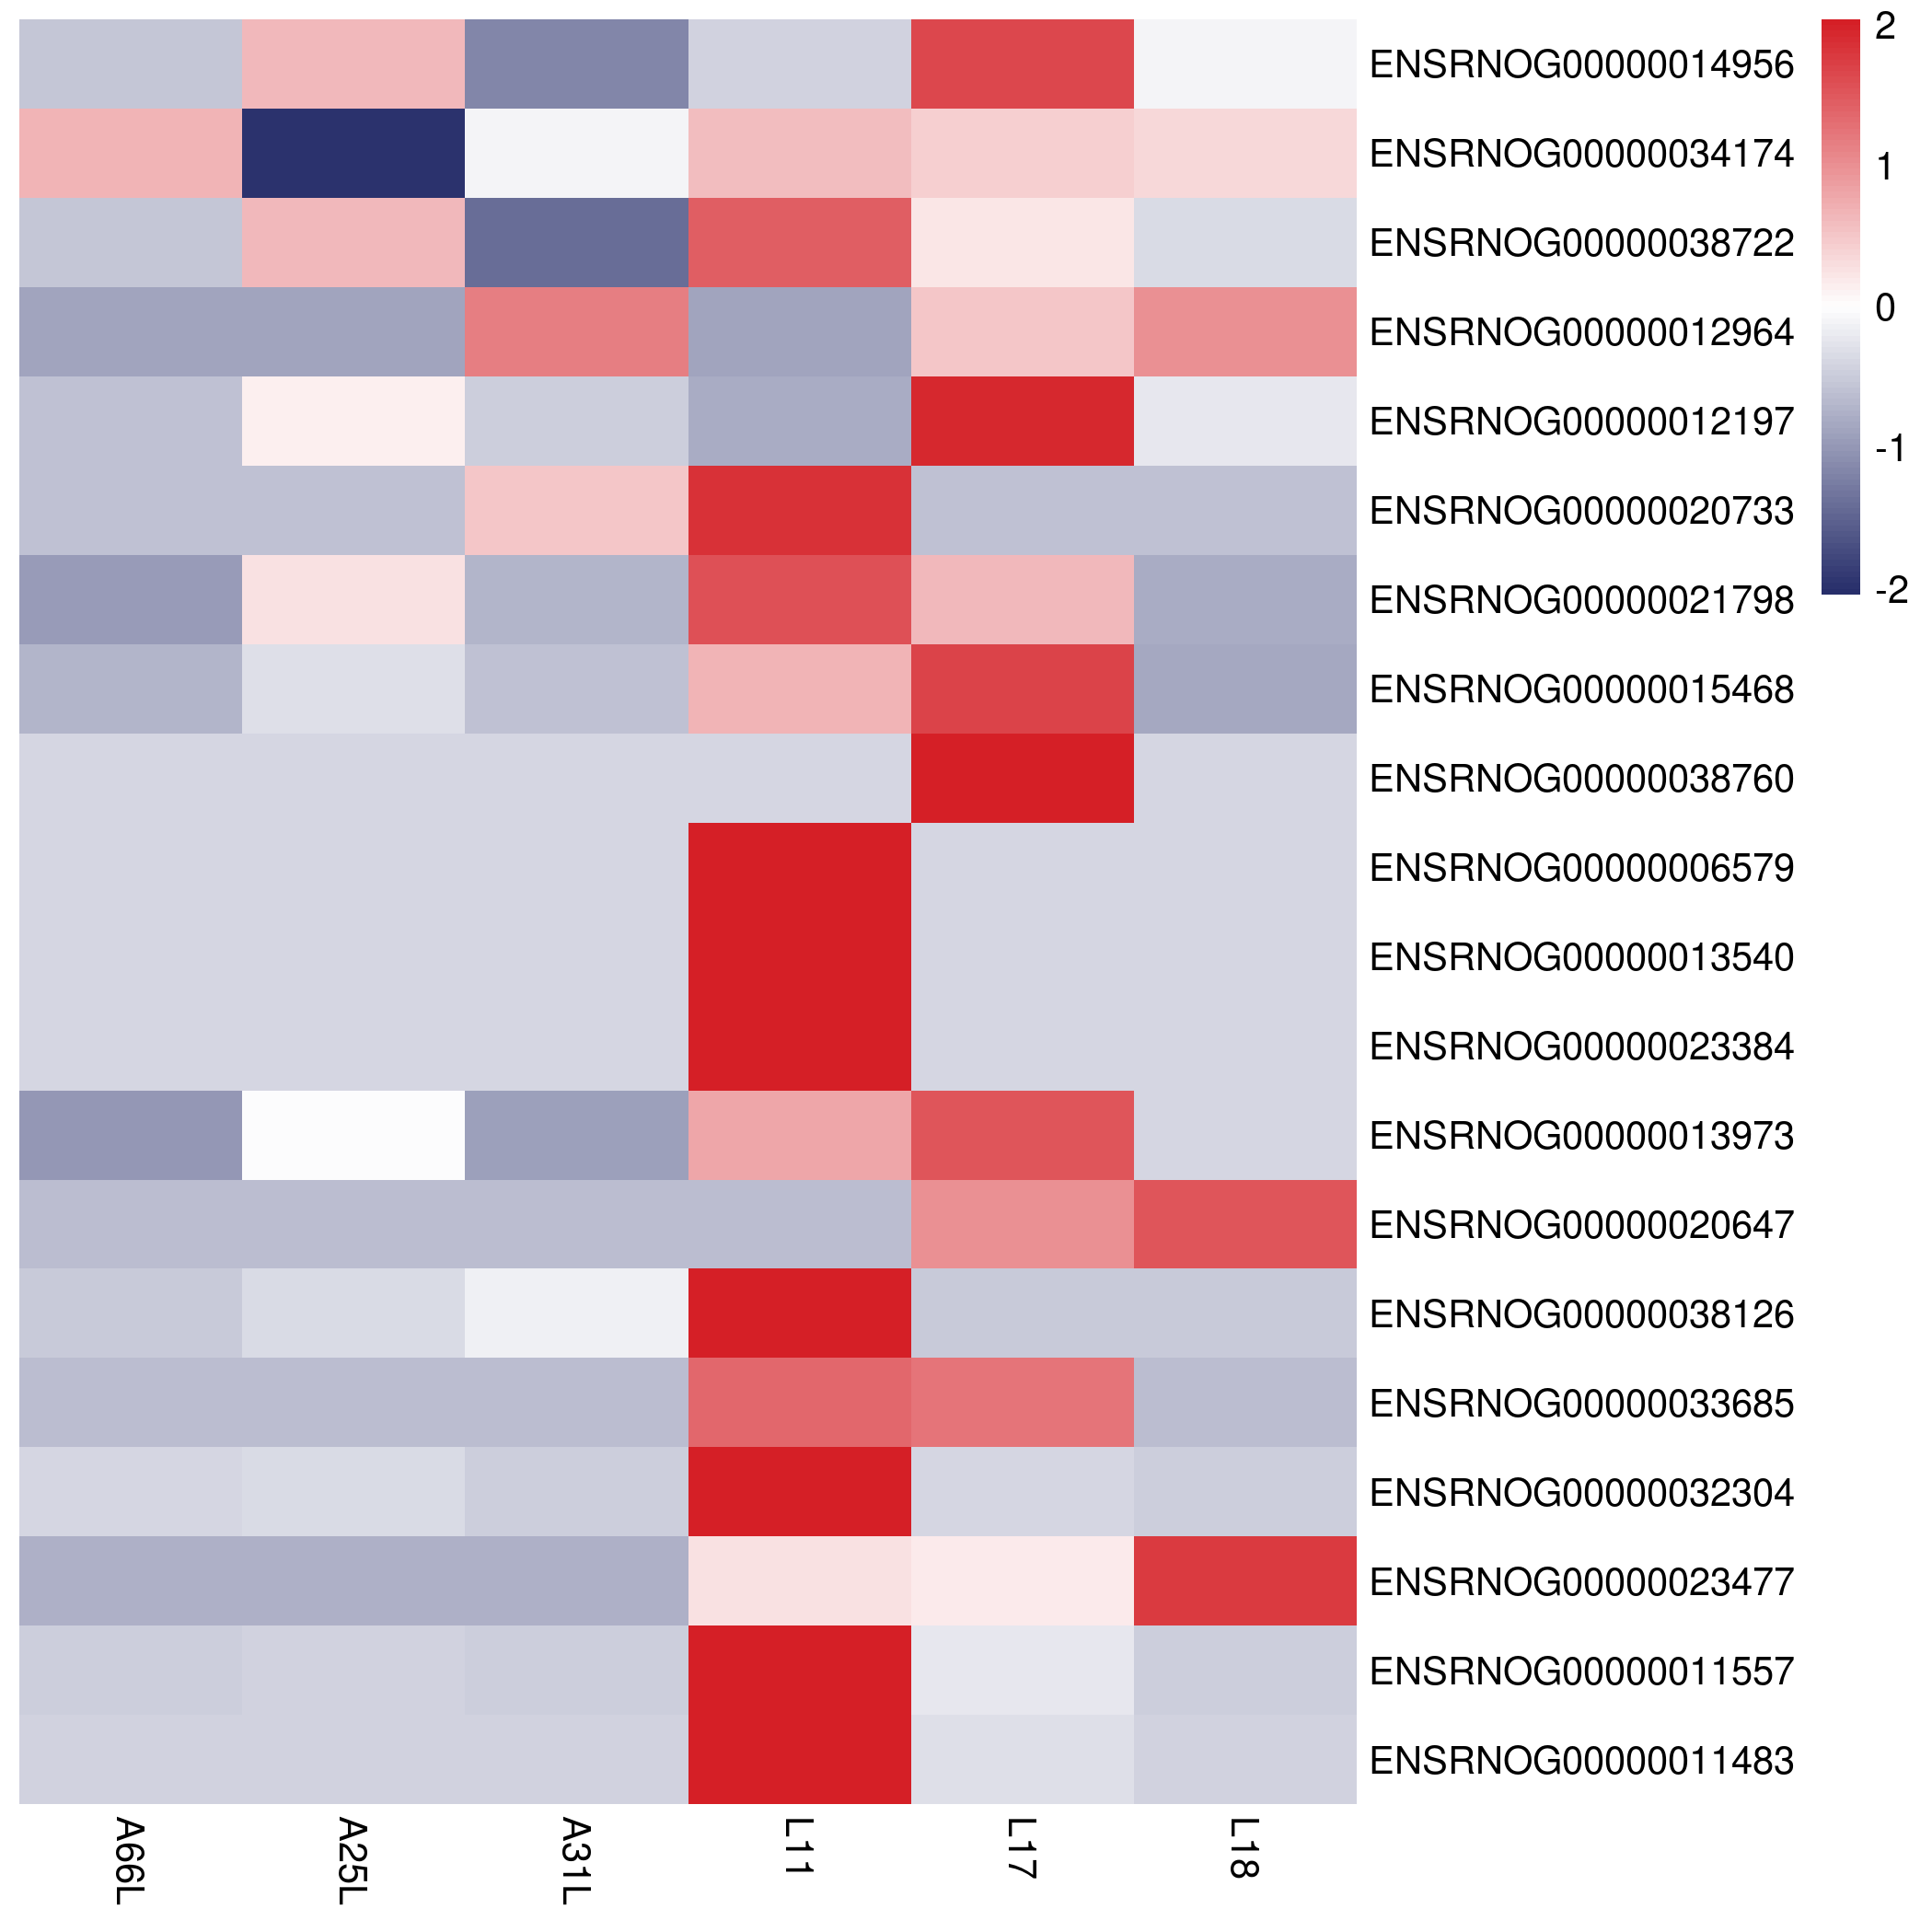 ENSRNOG00000014956
ENSRNOG00000034174
ENSRNOG00000038722
ENSRNOG00000012964
ENSRNOG00000012197
ENSRNOG00000020733
ENSRNOG00000021798
ENSRNOG00000015468
ENSRNOG00000038760
ENSRNOG00000006579
ENSRNOG00000013540
ENSRNOG00000023384
ENSRNOG00000013973
ENSRNOG00000020647
ENSRNOG00000038126
ENSRNOG00000033685
ENSRNOG00000032304
ENSRNOG00000023477
ENSRNOG00000011557
ENSRNOG00000011483
2
1
0
-1
-2
A66L
A25L
A31L
L11
L17
L18